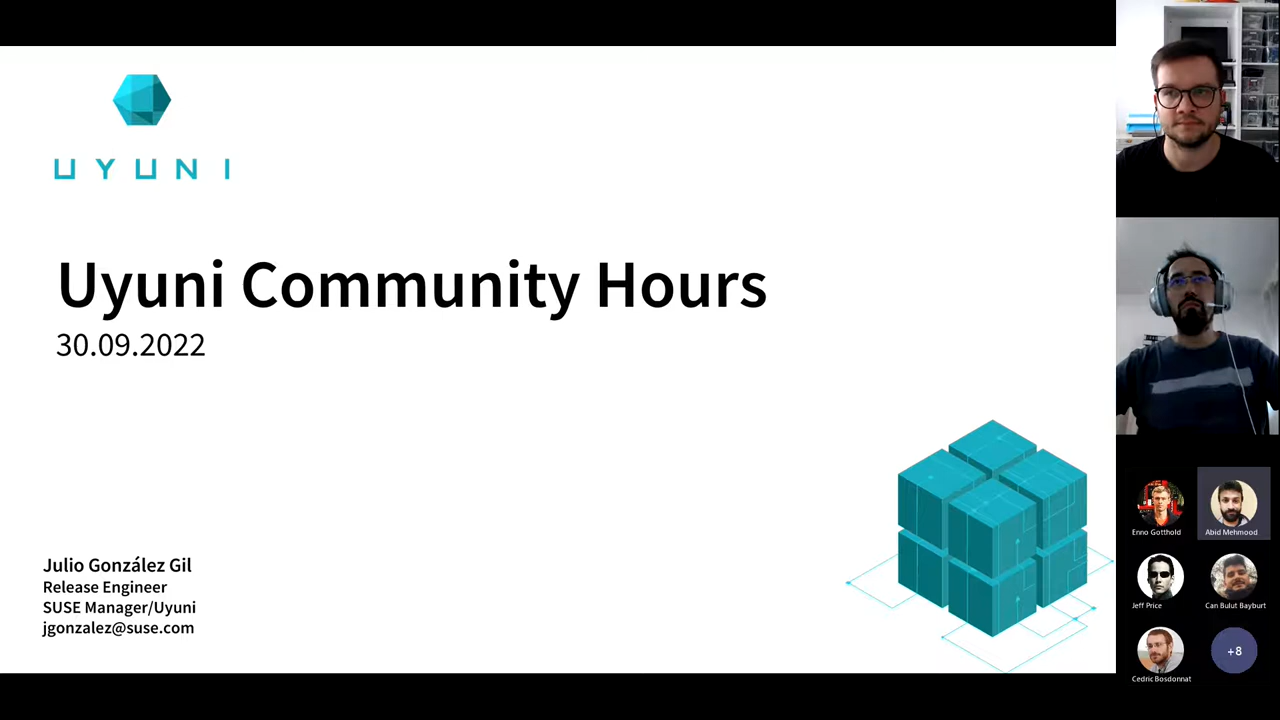 UYUNI
Uyuni Community Hours
30.09.2022
Julio González Gil
Release Engineer
SUSE Manager/Uyuni
jgonzalez@suse.com
Enno Gotthold
Abid Mehmood
Jeff Price
Can Bulut Bayburt
Cedric Bosdonnat
+8